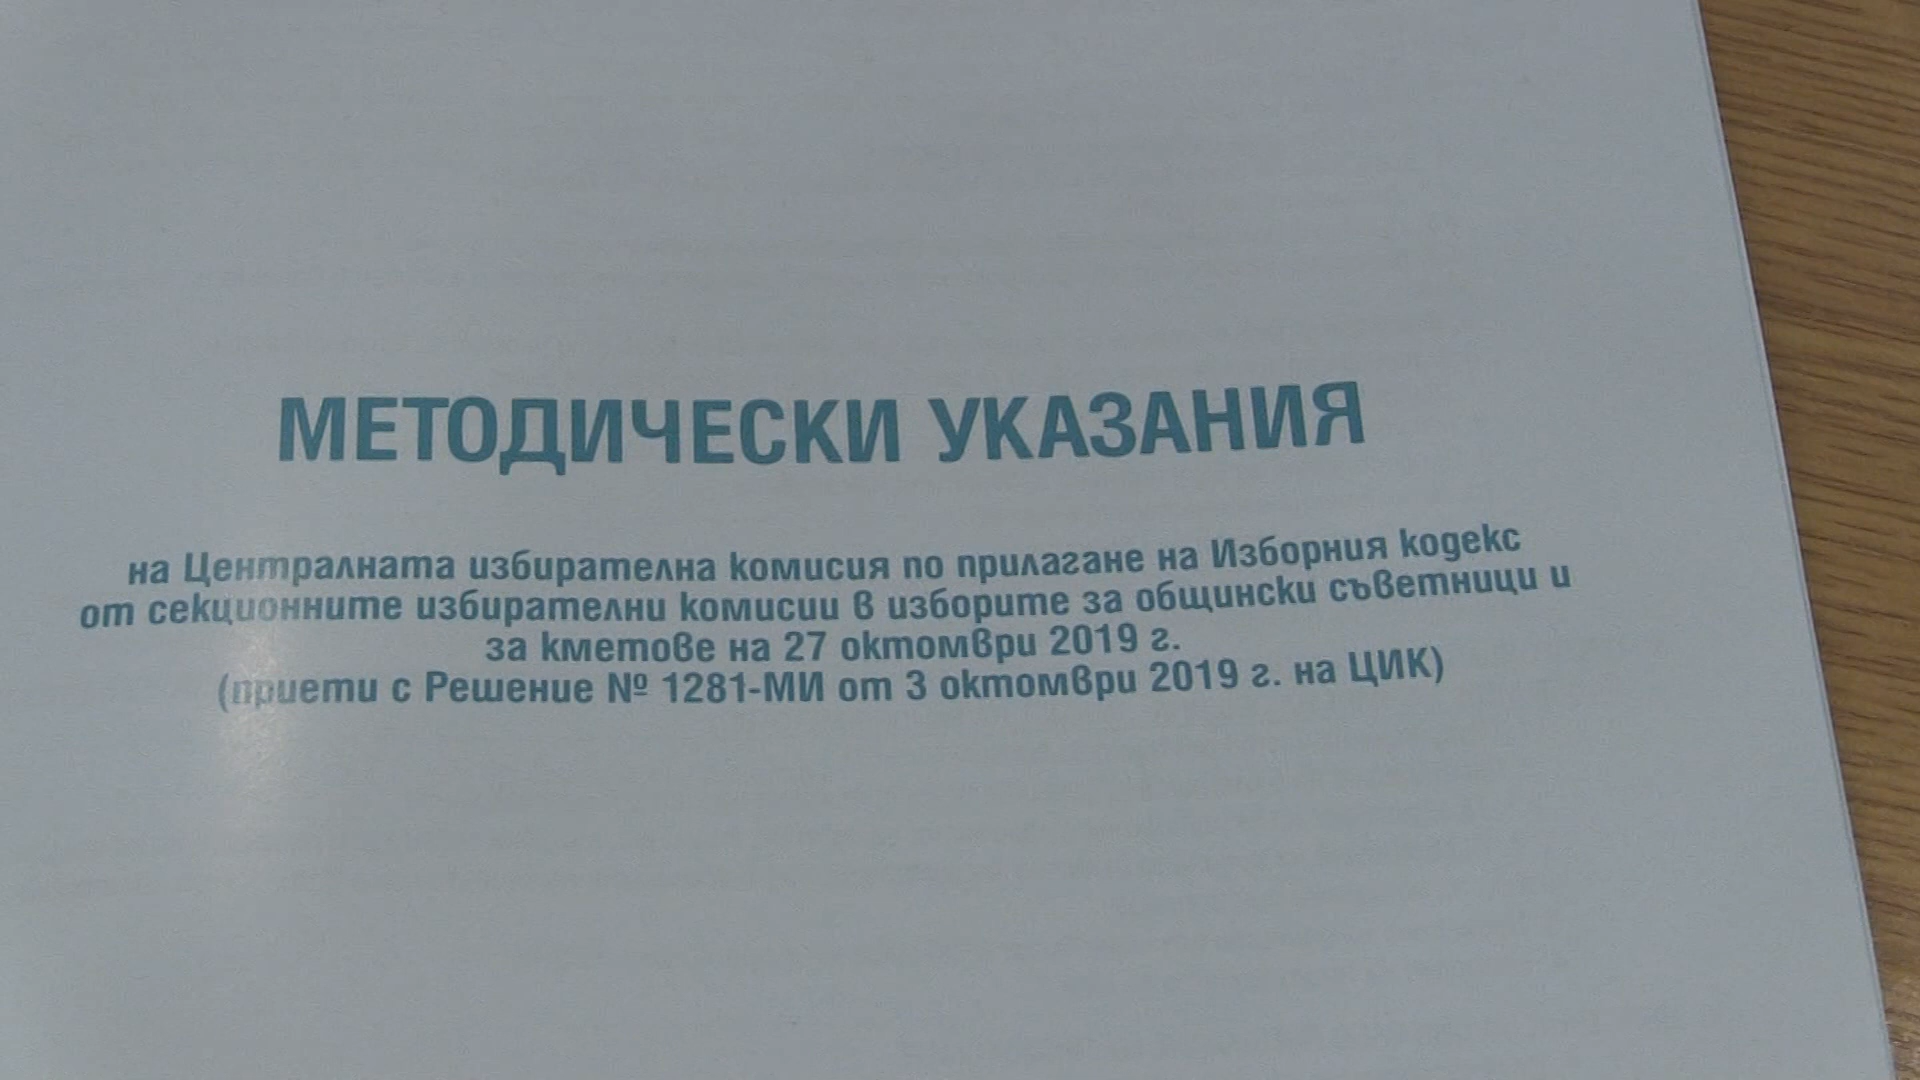 МЕТОДИЧЕСКИ УКАЗАНИЯ
на Централната избирателна комисия по прилагане на Изборния кодекс
от секционните избирателни комисии в изборите за общински съветници и
за кметове на 27 октомври 2019 г.
(приети с Решение № 1281-МИ от 3 октомври 2019 г. на ЦИК)